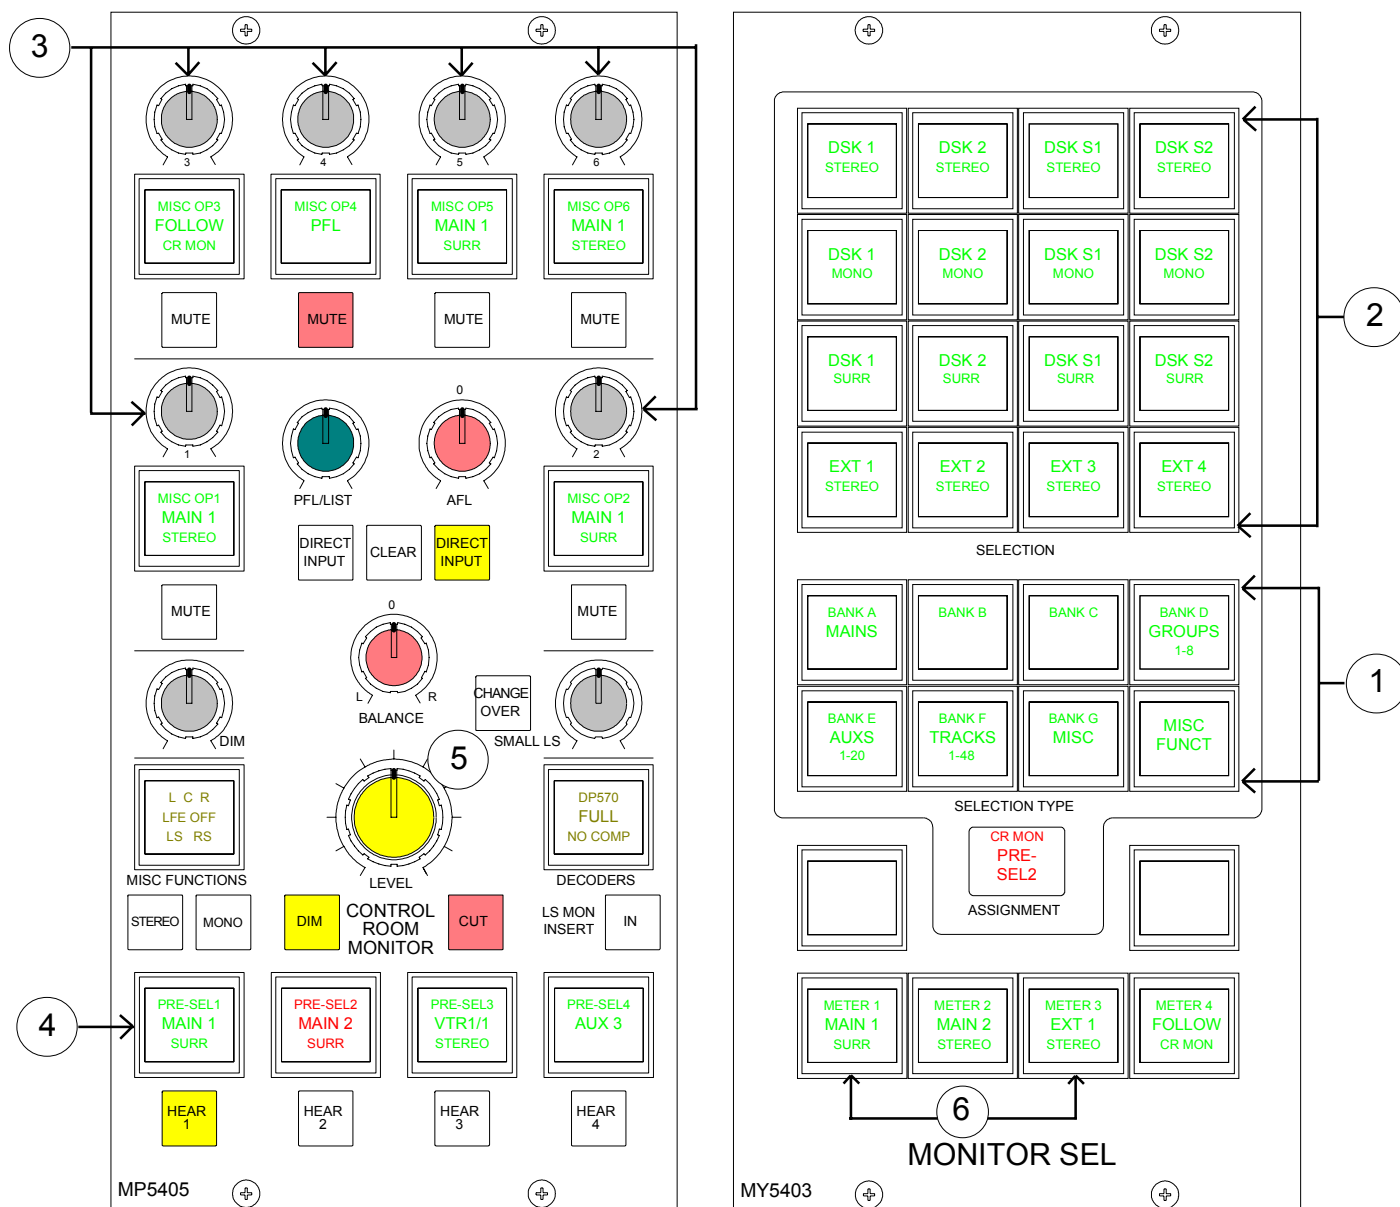 3
3
4
5
6
MISC OP3
FOLLOW
CR MON
MISC OP4
PFL
MISC OP5
MAIN 1
SURR
MISC OP6
MAIN 1
STEREO
MUTE
MUTE
MUTE
MUTE
1
0
2
PFL/LIST
AFL
MISC OP1
MAIN 1
STEREO
MISC OP2
MAIN 1
SURR
DIRECT
INPUT
CLEAR
DIRECT
INPUT
MUTE
MUTE
0
L
R
BALANCE
CHANGE
OVER
DIM
SMALL LS
5
L C R
LFE OFF
LS RS
DP570
FULL
NO COMP
MISC FUNCTIONS
LEVEL
DECODERS
STEREO
MONO
DIM
CONTROL
ROOM
MONITOR
CUT
LS MON
INSERT
IN
4
PRE-SEL1
MAIN 1
SURR
PRE-SEL2
MAIN 2
SURR
PRE-SEL3
VTR1/1
STEREO
PRE-SEL4
AUX 3
HEAR
1
HEAR
2
HEAR
3
HEAR
4
MP5405
DSK 1
STEREO
DSK 2
STEREO
DSK S1
STEREO
DSK S2
STEREO
DSK 1
MONO
DSK 2
MONO
DSK S1
MONO
DSK S2
MONO
2
DSK 1
SURR
DSK 2
SURR
DSK S1
SURR
DSK S2
SURR
EXT 1
STEREO
EXT 2
STEREO
EXT 3
STEREO
EXT 4
STEREO
SELECTION
BANK A
MAINS
BANK B
BANK C
BANK D
GROUPS
1-8
1
BANK E
AUXS
1-20
BANK F
TRACKS
1-48
BANK G
MISC
MISC
FUNCT
SELECTION TYPE
CR MON
PRE-
SEL2
ASSIGNMENT
METER 1
MAIN 1
SURR
METER 2
MAIN 2
STEREO
METER 3
EXT 1
STEREO
METER 4
FOLLOW
CR MON
6
MONITOR SEL
MY5403